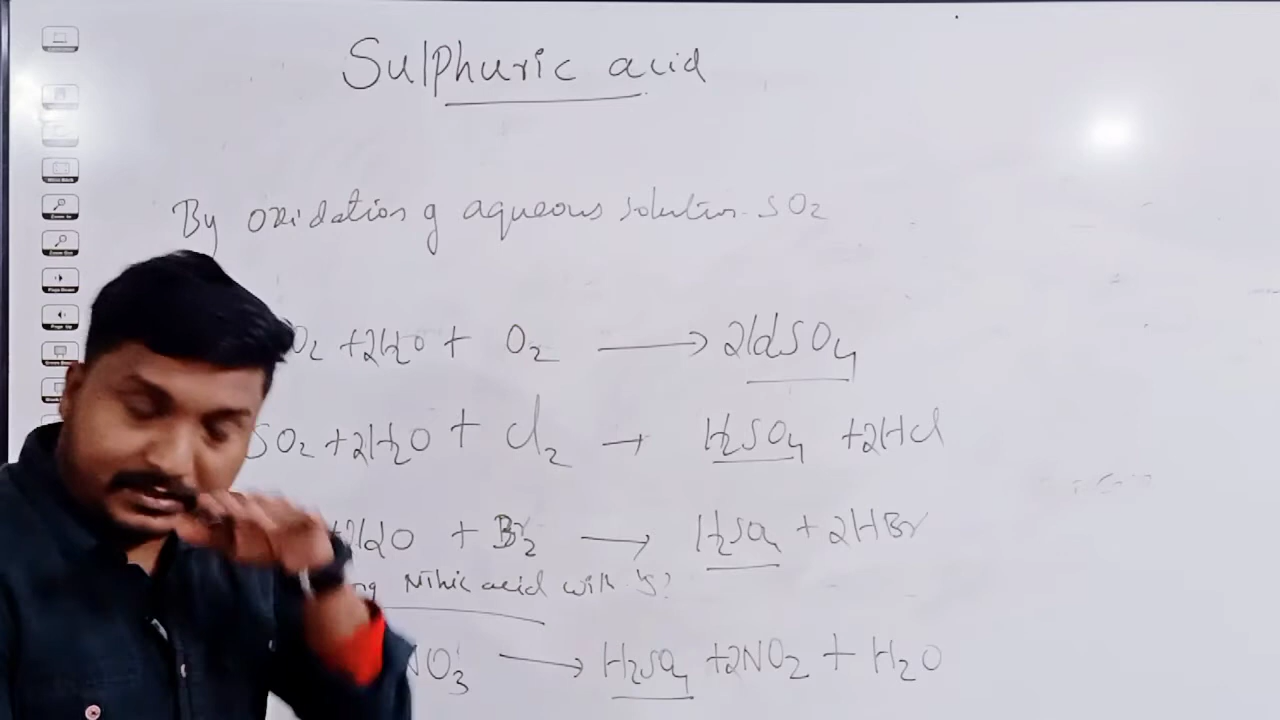 Sulphuric acid
By oxidation of aqueous solution SO2
O2 + 2H2O + O2 → 2H2SO4
SO2 + 2H2O + Cl2 → H2SO4 + 2HCl
+ 2H2O + Br2 → H2SO4 + 2HBr
Nitric acid with
NO3 → H2SO4 + 2NO2 + H2O